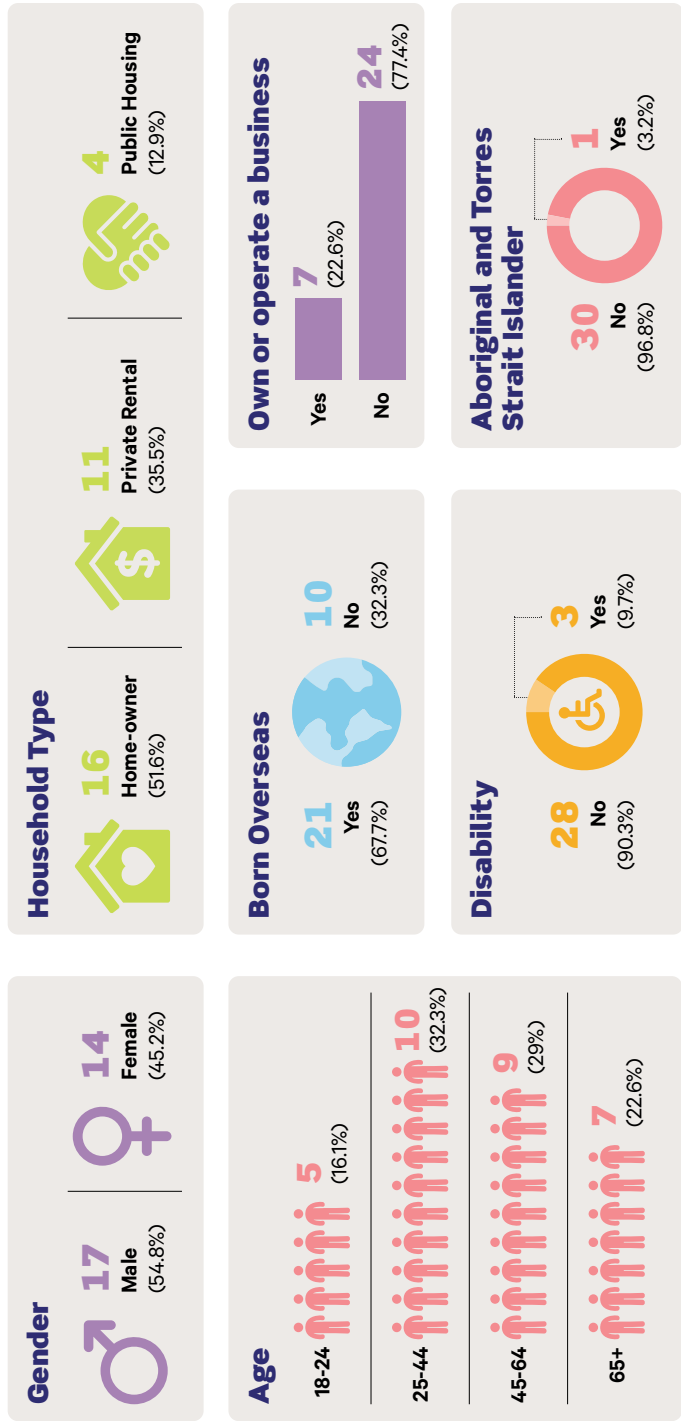 Gender
17
Male
(54.8%)
14
Female
(45.2%)
Household Type
16
Home-owner
(51.6%)
11
Private Rental
(35.5%)
$
4
Public Housing
(12.9%)
Age
18-24
5
(16.1%)
25-44
10
(32.3%)
45-64
9
(29%)
65+
7
(22.6%)
Born Overseas
21
Yes
(67.7%)
10
No
(32.3%)
Own or operate a business
Yes
7
(22.6%)
No
24
(77.4%)
Disability
28
No
(90.3%)
3
Yes
(9.7%)
Aboriginal and Torres
Strait Islander
30
No
(96.8%)
1
Yes
(3.2%)